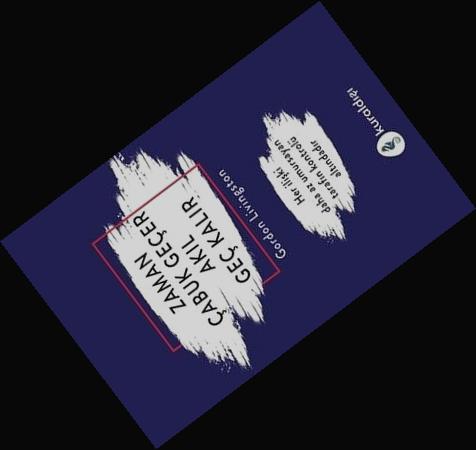 ZAMAN
ÇABUK GEÇER
AKIL
GEÇ KALIR
Gordon Livingston
Her ilişki
daha az umursayan
tarafın kontrolü
altındadır
kuraldışı